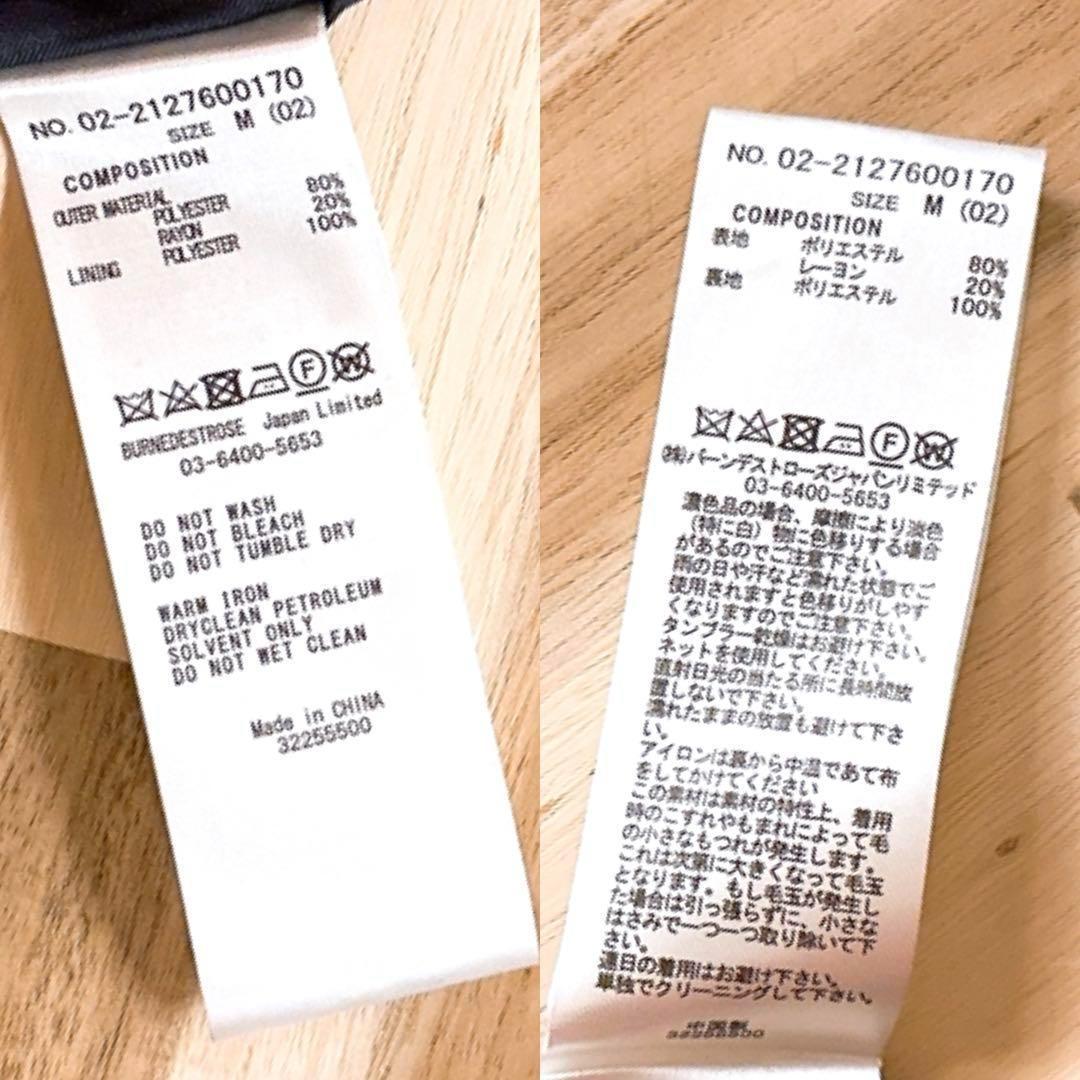 NO. 02-2127600170
SIZE M (02)
COMPOSITION
OUTER MATERIAL
POLYESTER 80%
RAYON 20%
LINING POLYESTER 100%
F W
BURNEDESTROSE Japan Limited
03-6400-5653
DO NOT WASH
DO NOT BLEACH
DO NOT TUMBLE DRY
WARM IRON
DRYCLEAN PETROLEUM
SOLVENT ONLY
DO NOT WET CLEAN
Made in CHINA
32255500
NO. 02-2127600170
SIZE M (02)
COMPOSITION
表地 ポリエステル 80%
レーヨン 20%
裏地 ポリエステル 100%
F W
(株)バーンデストローズジャパンリミテッド
03-6400-5653
濃色品の場合、摩擦により淡色
(特に白)物に色移りする場合
があるのでご注意下さい。
雨の日や汗など濡れた状態でご
使用されますと色移りがしやす
くなりますのでご注意下さい。
タンブラー乾燥はお避け下さい。
ネットを使用してください。
直射日光の当たる所に長時間放
置しないで下さい。
濡れたままの放置も避けて下さ
い。
アイロンは裏から中温であて布
をしてかけてください
この素材は素材の特性上、着用
時のこすれやもまれによって毛
の小さなもつれが発生します。
これは次第に大きくなって毛玉
となります。もし毛玉が発生し
た場合は引っ張らずに、小さな
はさみで一つ一つ取り除いて下
さい。
連日の着用はお避け下さい。
単独でクリーニングして下さい。
中国製